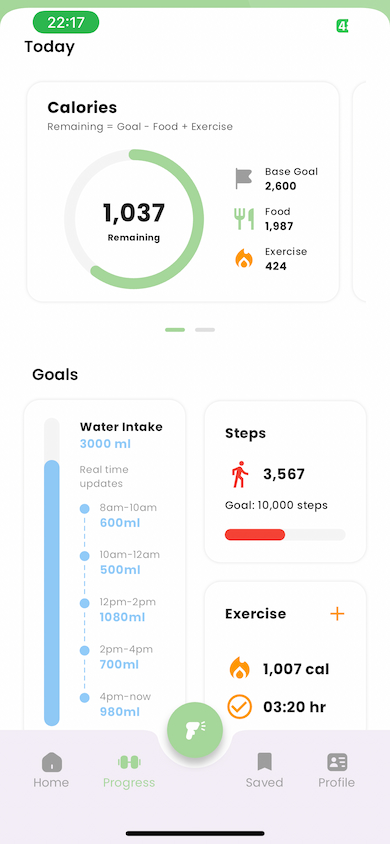 22:17
Today
Calories
Remaining = Goal - Food + Exercise
1,037
Remaining
Base Goal
2,600
Food
1,987
Exercise
424
Goals
Water Intake
3000 ml
Real time
updates
8am-10am
600ml
10am-12am
500ml
12pm-2pm
1080ml
2pm-4pm
700ml
4pm-now
980ml
Steps
3,567
Goal: 10,000 steps
Exercise
1,007 cal
03:20 hr
Home
Progress
Saved
Profile